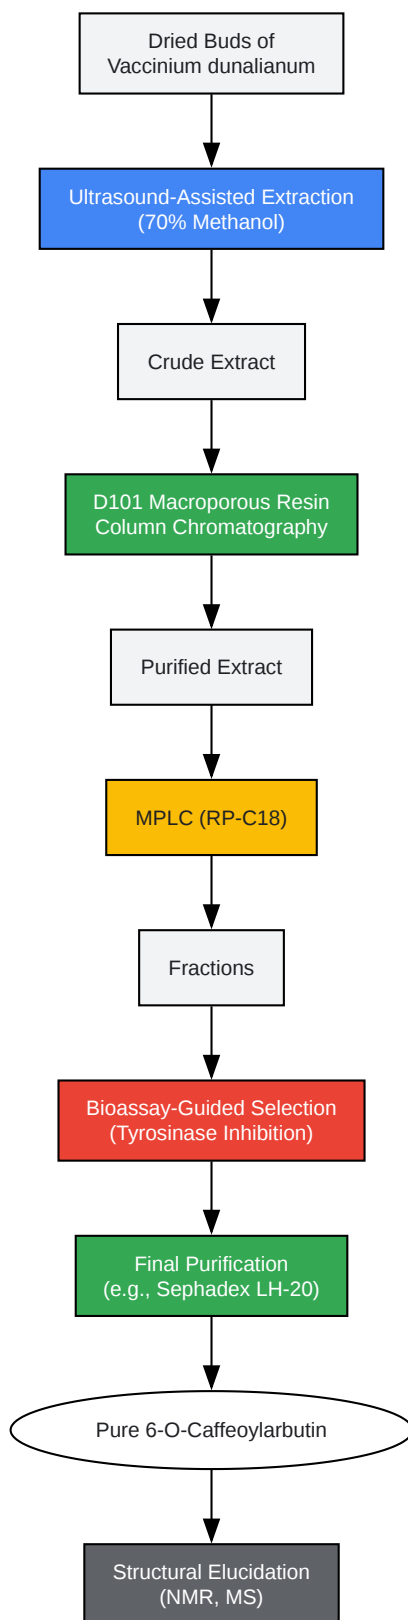 Dried Buds of
Vaccinium dunalianum
Ultrasound-Assisted Extraction
(70% Methanol)
Crude Extract
D101 Macroporous Resin
Column Chromatography
Purified Extract
MPLC (RP-C18)
Fractions
Bioassay-Guided Selection
(Tyrosinase Inhibition)
Final Purification
(e.g., Sephadex LH-20)
Pure 6-O-Caffeoylarbutin
Structural Elucidation
(NMR, MS)